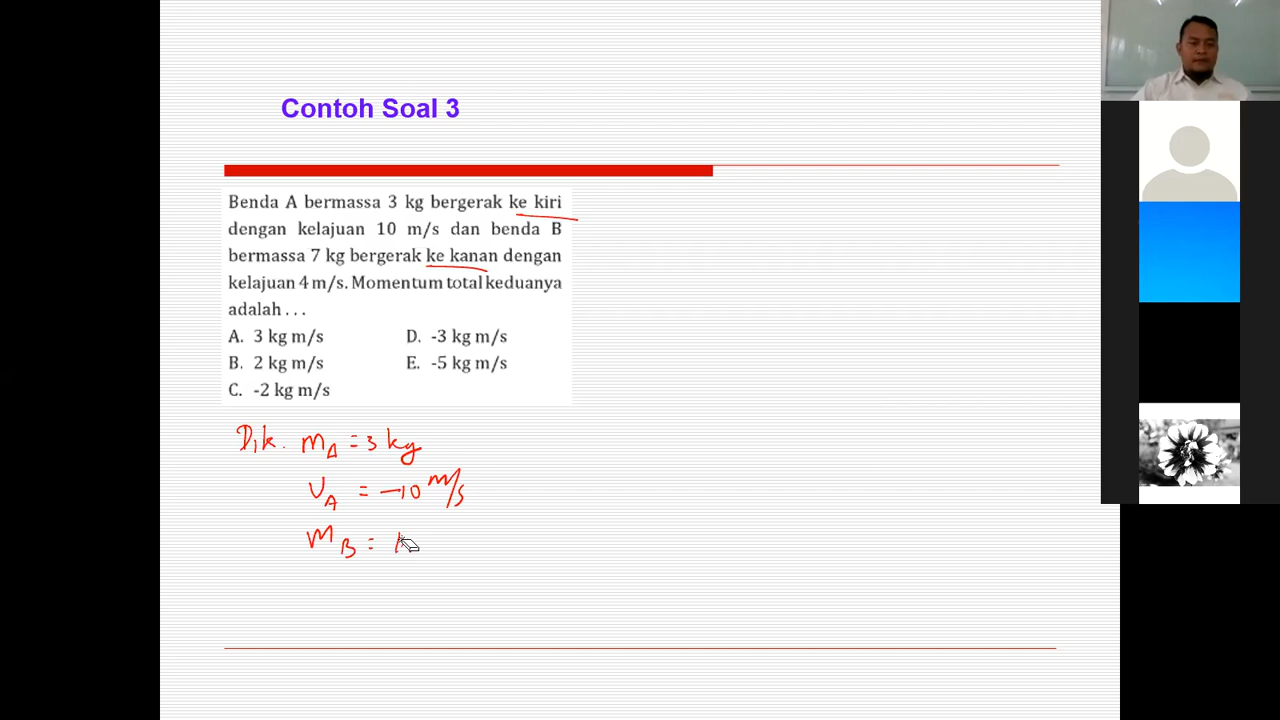 Contoh Soal 3
Benda A bermassa 3 kg bergerak ke kiri
dengan kelajuan 10 m/s dan benda B
bermassa 7 kg bergerak ke kanan dengan
kelajuan 4 m/s. Momentum total keduanya
adalah . . .
A. 3 kg m/s D. -3 kg m/s
B. 2 kg m/s E. -5 kg m/s
C. -2 kg m/s
Dik. mA = 3 kg
vA = -10 m/s
mB =